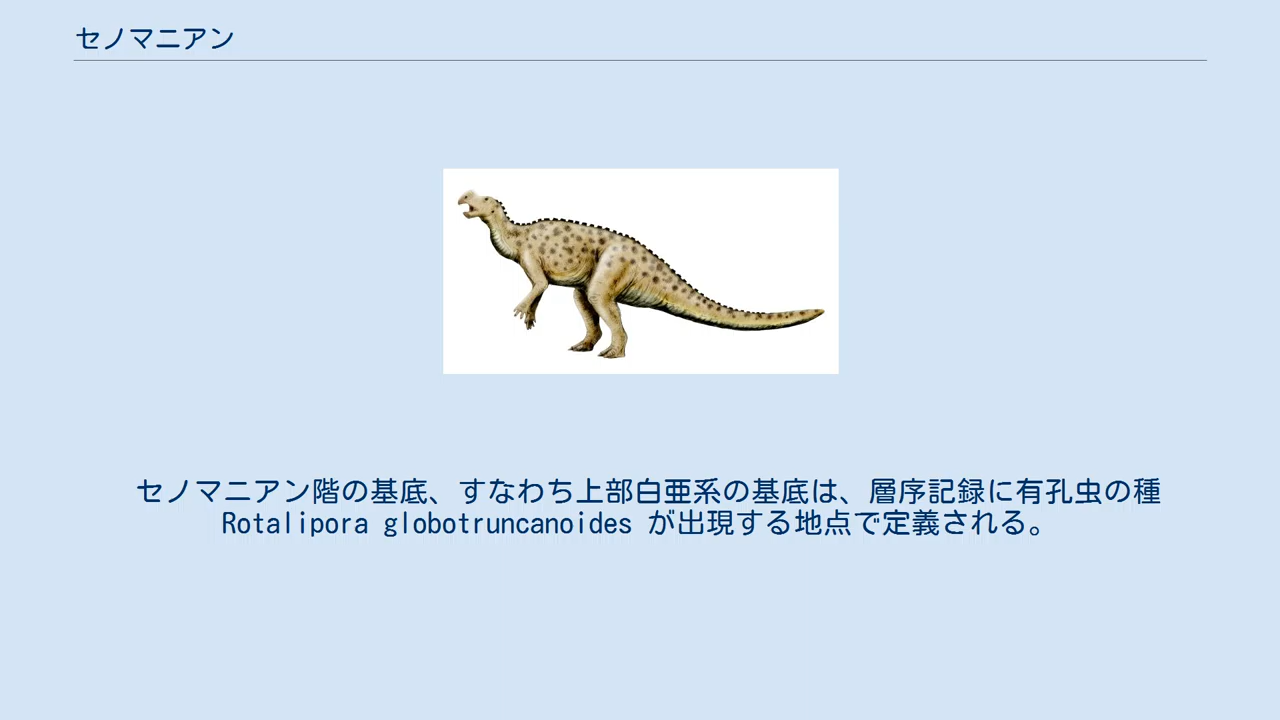 セノマニアン
セノマニアン階の基底、すなわち上部白亜系の基底は、層序記録に有孔虫の種
Rotalipora globotruncanoides が出現する地点で定義される。